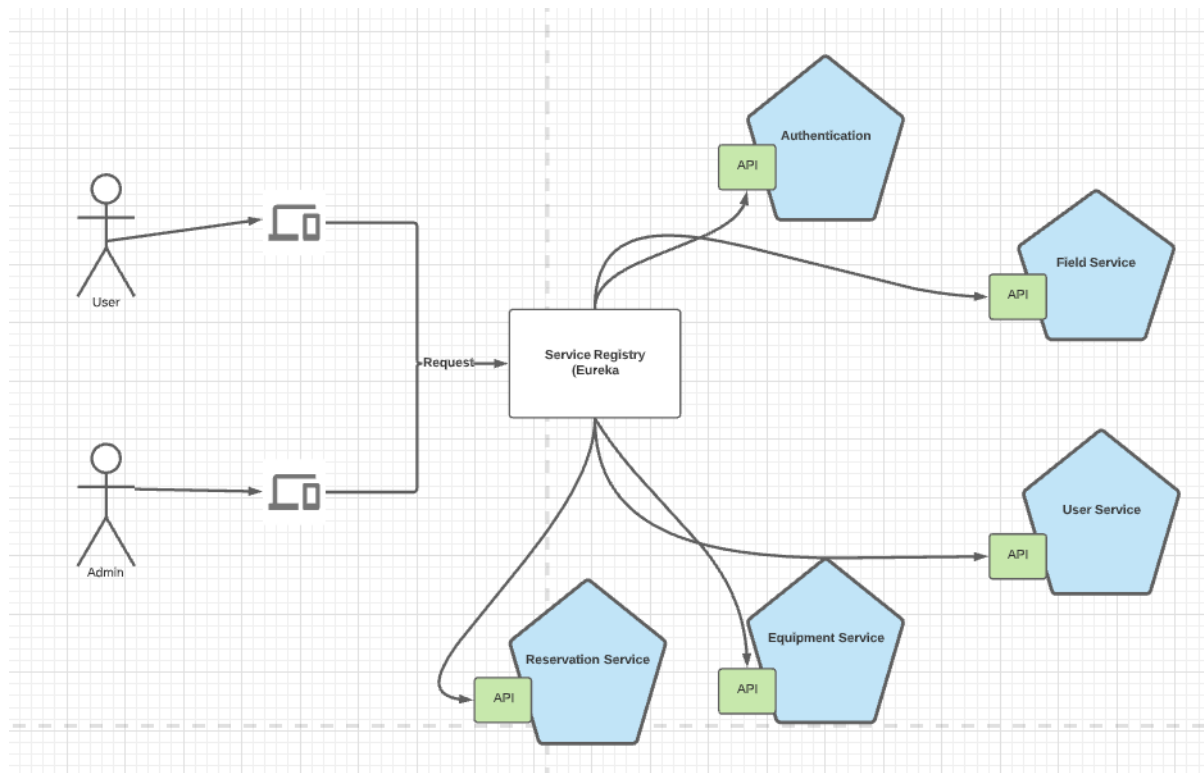 Authentication
API
Field Service
API
User
Request
Service Registry
(Eureka
User Service
API
Admin
Equipment Service
API
Reservation Service
API